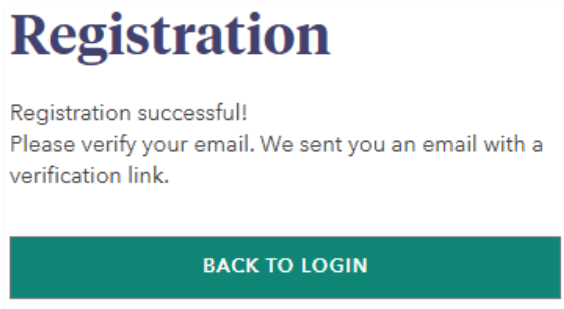 Registration
Registration successful!
Please verify your email. We sent you an email with a
verification link.
BACK TO LOGIN